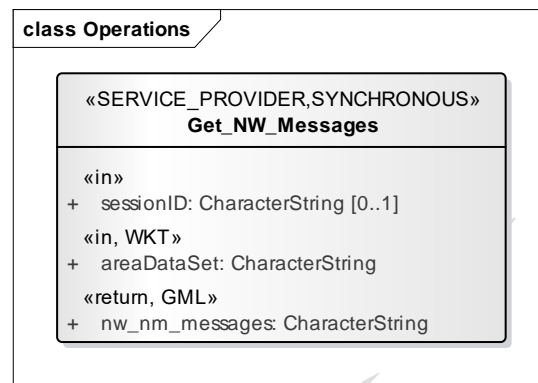 class Operations
«SERVICE_PROVIDER,SYNCHRONOUS»
Get_NW_Messages
«in»
+ sessionID: CharacterString [0..1]
«in, WKT»
+ areaDataSet: CharacterString
«return, GML»
+ nw_nm_messages: CharacterString